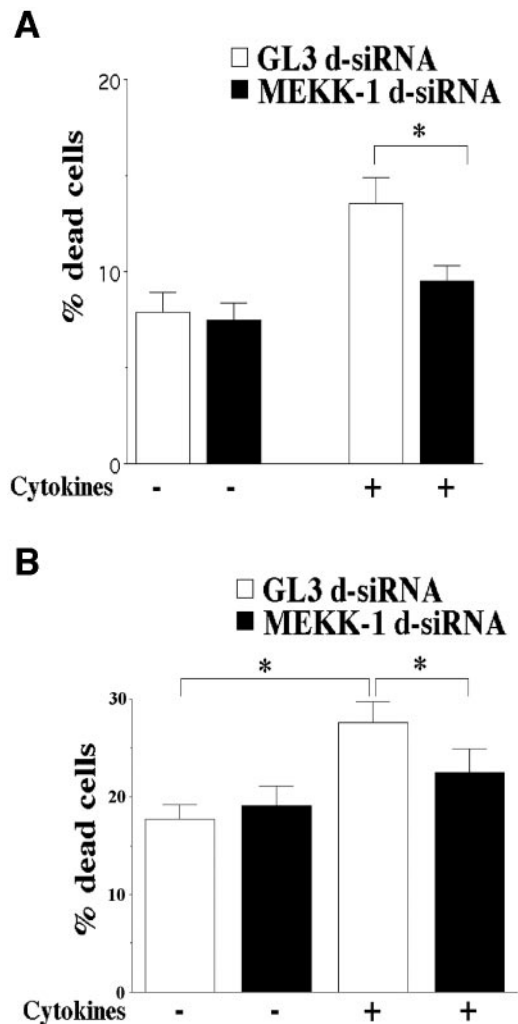 A
GL3 d-siRNA
MEKK-1 d-siRNA
*
% dead cells
20
10
0
Cytokines - - + +
B
GL3 d-siRNA
MEKK-1 d-siRNA
* *
% dead cells
30
20
10
0
Cytokines - - + +